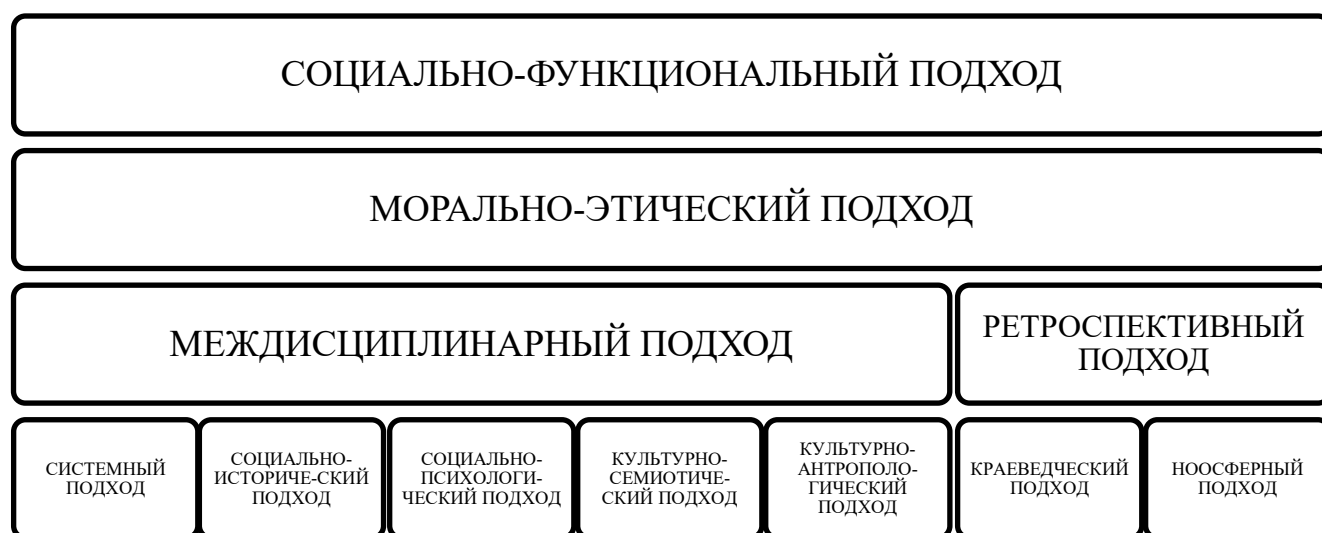 СОЦИАЛЬНО-ФУНКЦИОНАЛЬНЫЙ ПОДХОД
МОРАЛЬНО-ЭТИЧЕСКИЙ ПОДХОД
МЕЖДИСЦИПЛИНАРНЫЙ ПОДХОД
РЕТРОСПЕКТИВНЫЙ
ПОДХОД
СИСТЕМНЫЙ
ПОДХОД
СОЦИАЛЬНО-
ИСТОРИЧЕ-СКИЙ
ПОДХОД
СОЦИАЛЬНО-
ПСИХОЛОГИ-
ЧЕСКИЙ ПОДХОД
КУЛЬТУРНО-
СЕМИОТИЧЕ-
СКИЙ ПОДХОД
КУЛЬТУРНО-
АНТРОПОЛО-
ГИЧЕСКИЙ
ПОДХОД
КРАЕВЕДЧЕСКИЙ
ПОДХОД
НООСФЕРНЫЙ
ПОДХОД